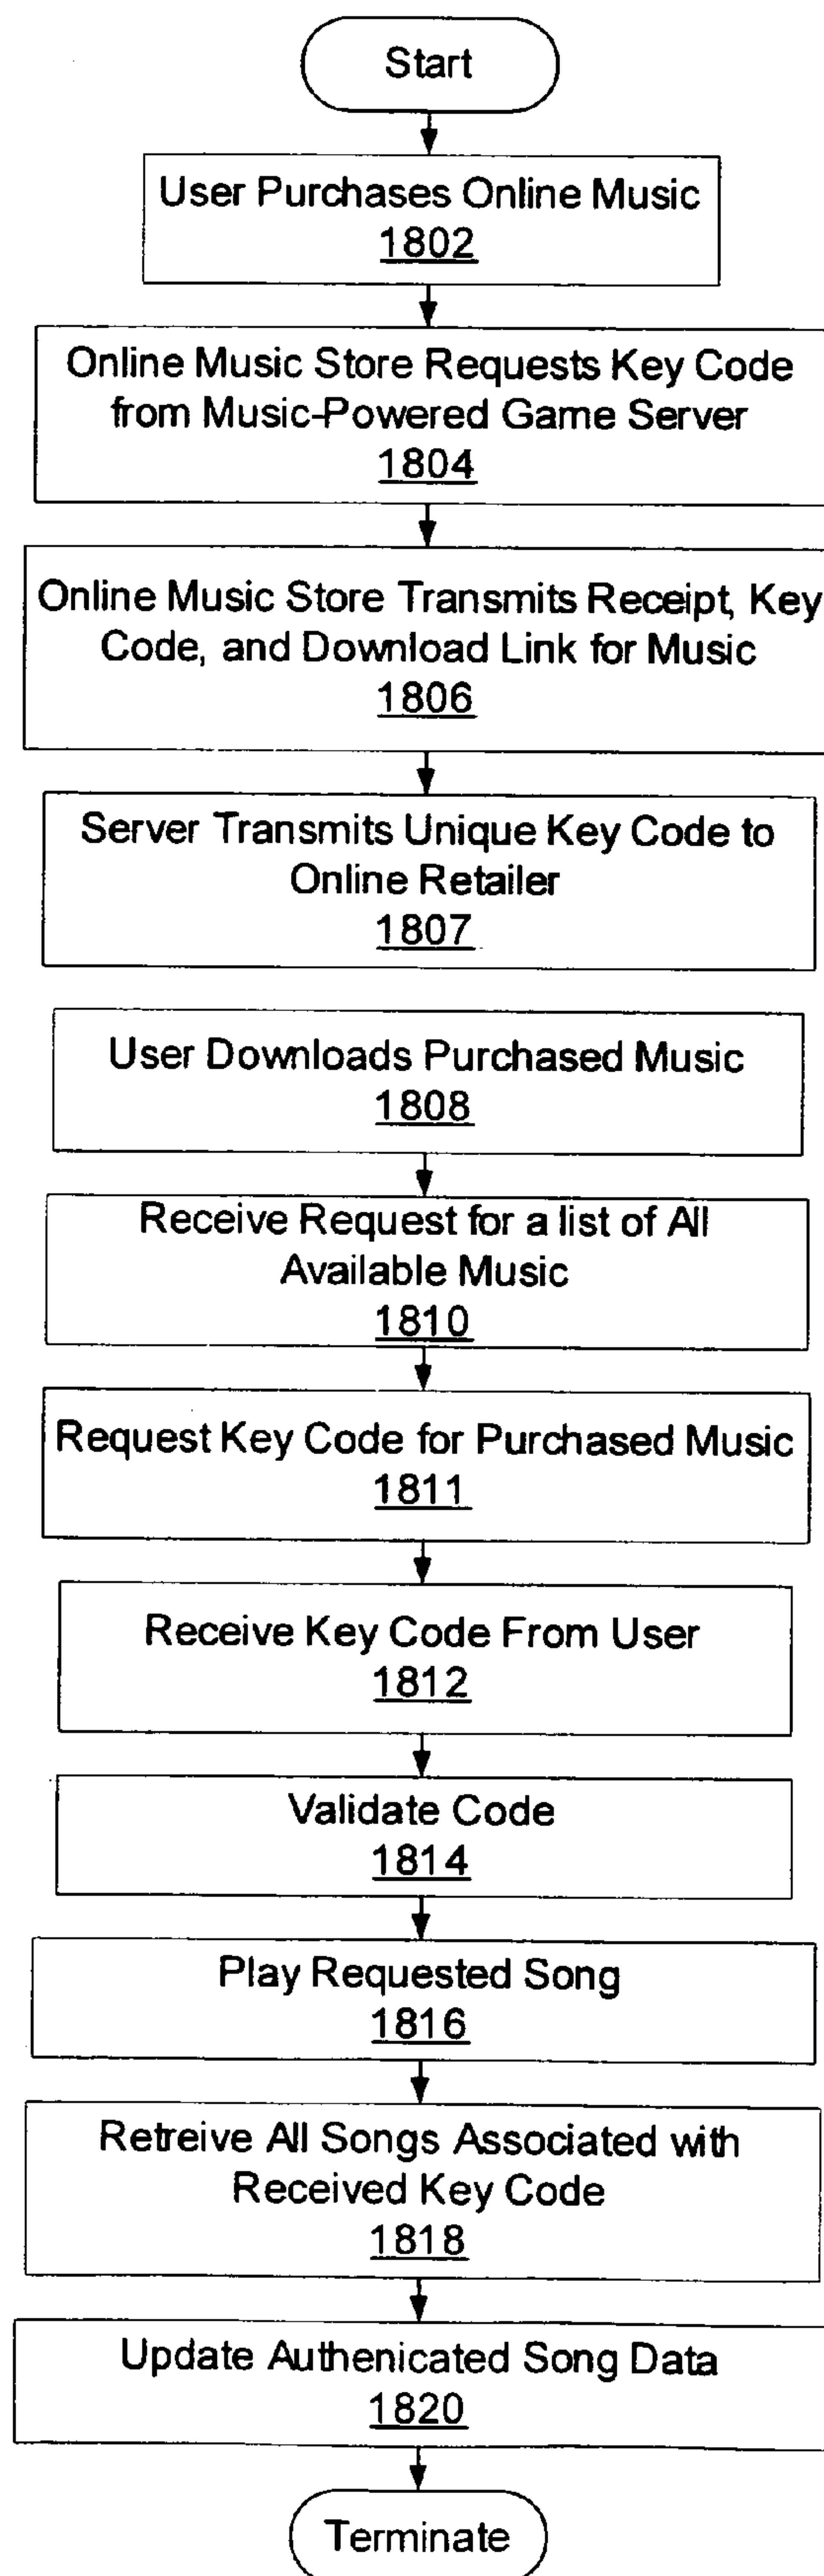 Start
User Purchases Online Music
1802
Online Music Store Requests Key Code
from Music-Powered Game Server
1804
Online Music Store Transmits Receipt, Key
Code, and Download Link for Music
1806
Server Transmits Unique Key Code to
Online Retailer
1807
User Downloads Purchased Music
1808
Receive Request for a list of All
Available Music
1810
Request Key Code for Purchased Music
1811
Receive Key Code From User
1812
Validate Code
1814
Play Requested Song
1816
Retreive All Songs Associated with
Received Key Code
1818
Update Authenicated Song Data
1820
Terminate